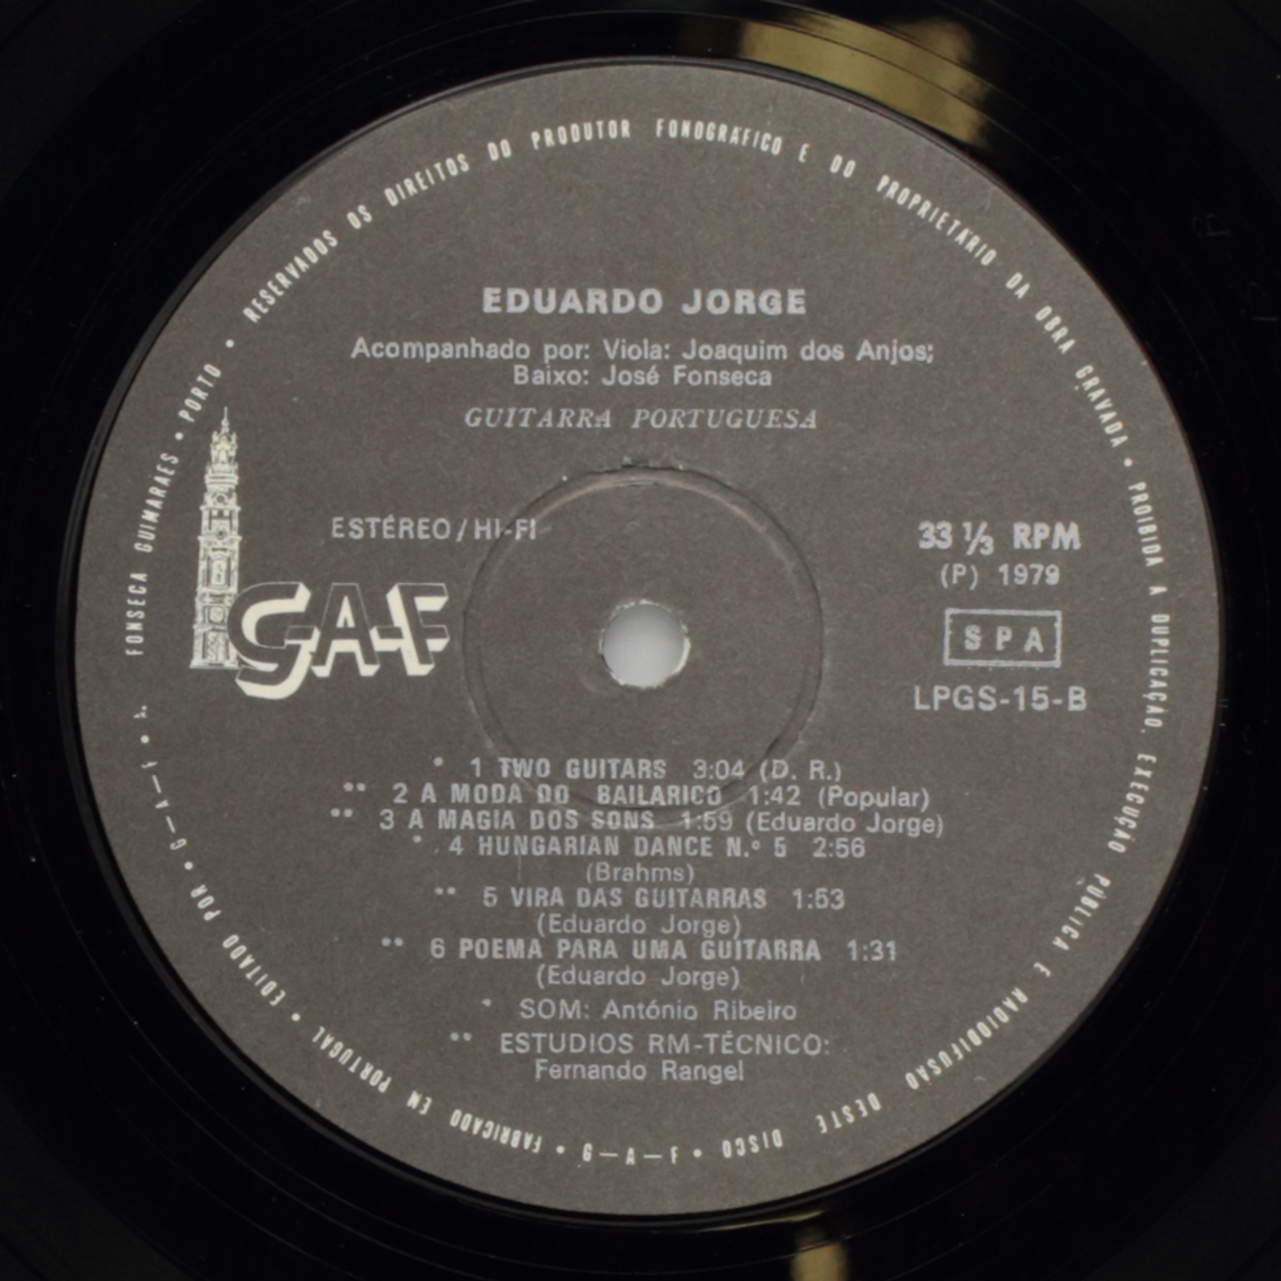 RESERVADOS OS DIREITOS DO PRODUTOR FONOGRÁFICO E DO PROPRIETÁRIO DA OBRA GRAVADA • PROIBIDA A DUPLICAÇÃO, EXECUÇÃO PÚBLICA E RADIODIFUSÃO DESTE DISCO • G—A—F • FABRICADO EM PORTUGAL • EDITADO POR • G—A—F • A. FONSECA GUIMARAES • PORTO •
EDUARDO JORGE
Acompanhado por: Viola: Joaquim dos Anjos;
Baixo: José Fonseca
GUITARRA PORTUGUESA
ESTÉREO/HI-FI
GAF
33 1/3 RPM
(P) 1979
SPA
LPGS-15-B
* 1 TWO GUITARS 3:04 (D. R.)
** 2 A MODA DO BAILARICO 1:42 (Popular)
** 3 A MAGIA DOS SONS 1:59 (Eduardo Jorge)
* 4 HUNGARIAN DANCE N.º 5 2:56
(Brahms)
** 5 VIRA DAS GUITARRAS 1:53
(Eduardo Jorge)
** 6 POEMA PARA UMA GUITARRA 1:31
(Eduardo Jorge)
* SOM: António Ribeiro
** ESTUDIOS RM-TÉCNICO:
Fernando Rangel